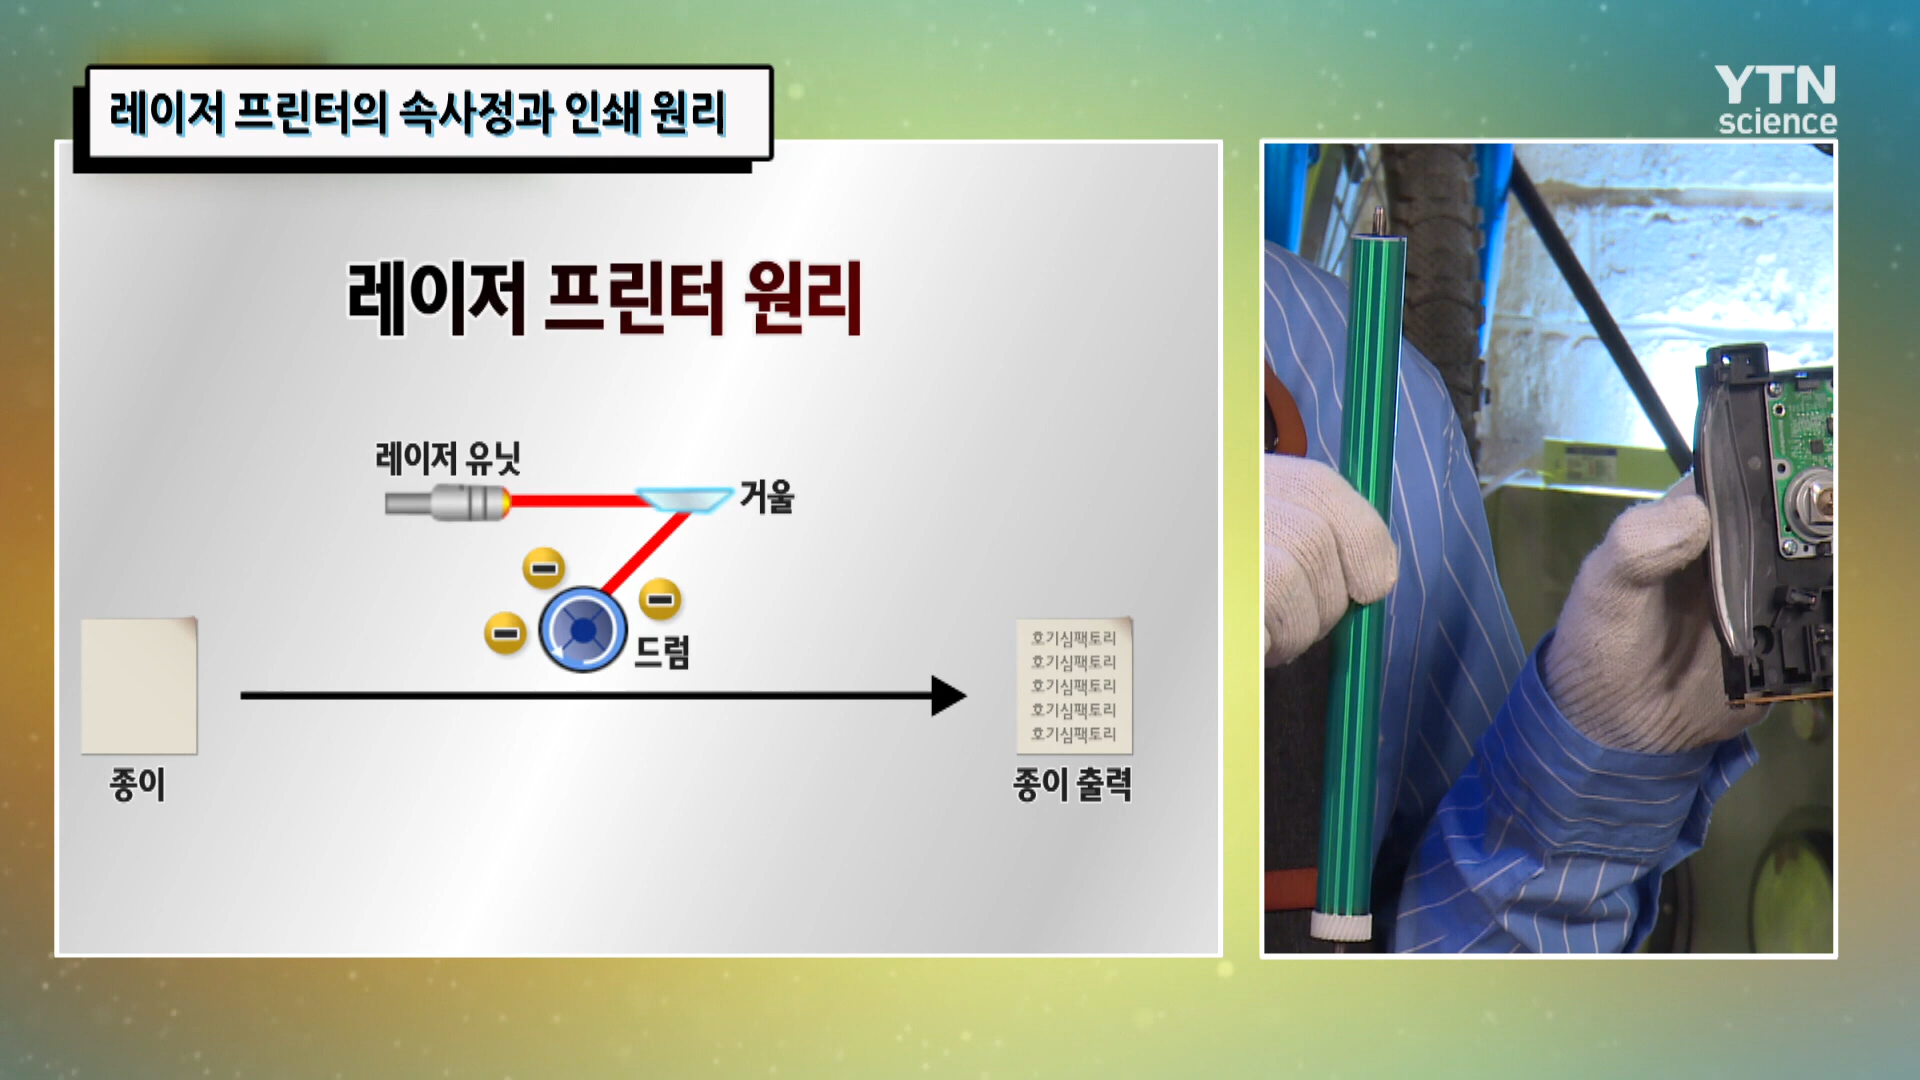 레이저 프린터의 속사정과 인쇄 원리
YTN
science
레이저 프린터 원리
레이저 유닛
거울
드럼
종이
호기심팩토리
호기심팩토리
호기심팩토리
호기심팩토리
호기심팩토리
종이 출력